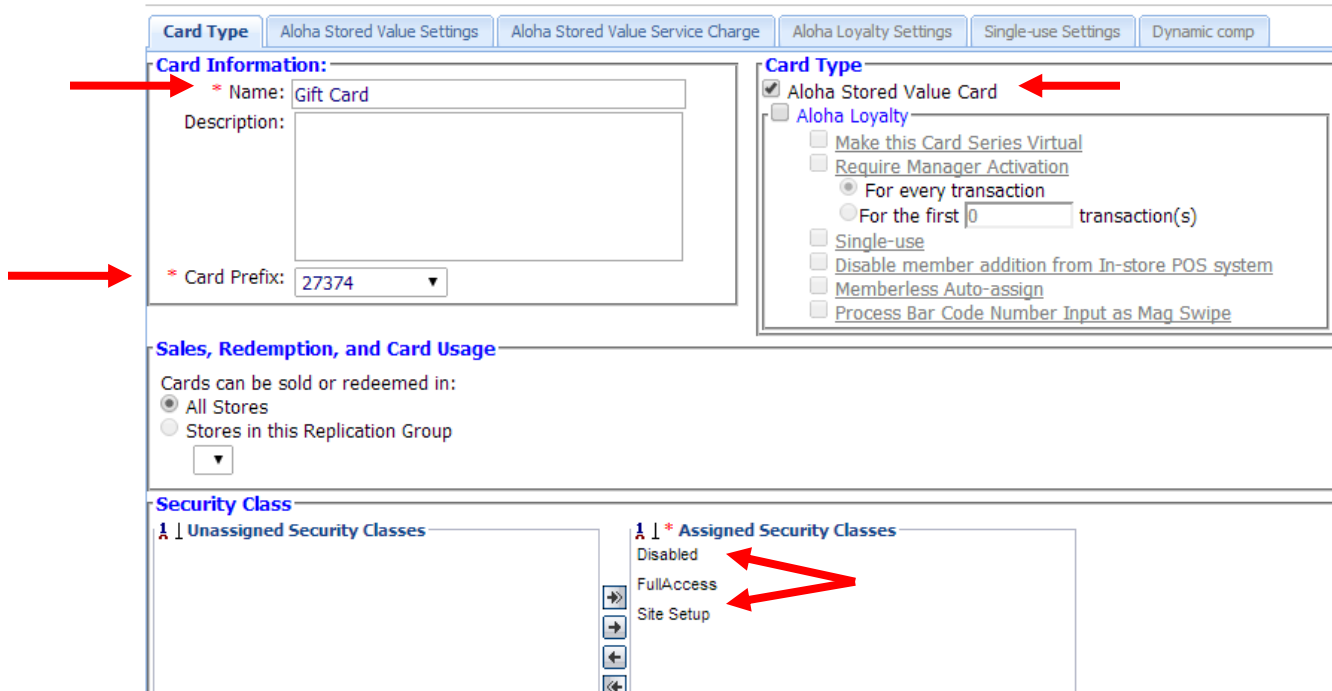 Card Type Aloha Stored Value Settings Aloha Stored Value Service Charge Aloha Loyalty Settings Single-use Settings Dynamic comp
Card Information:
* Name: Gift Card
Description:
* Card Prefix: 27374
Card Type
Aloha Stored Value Card
Aloha Loyalty
Make this Card Series Virtual
Require Manager Activation
For every transaction
For the first 0 transaction(s)
Single-use
Disable member addition from In-store POS system
Memberless Auto-assign
Process Bar Code Number Input as Mag Swipe
Sales, Redemption, and Card Usage
Cards can be sold or redeemed in:
All Stores
Stores in this Replication Group
Security Class
Unassigned Security Classes
* Assigned Security Classes
Disabled
FullAccess
Site Setup